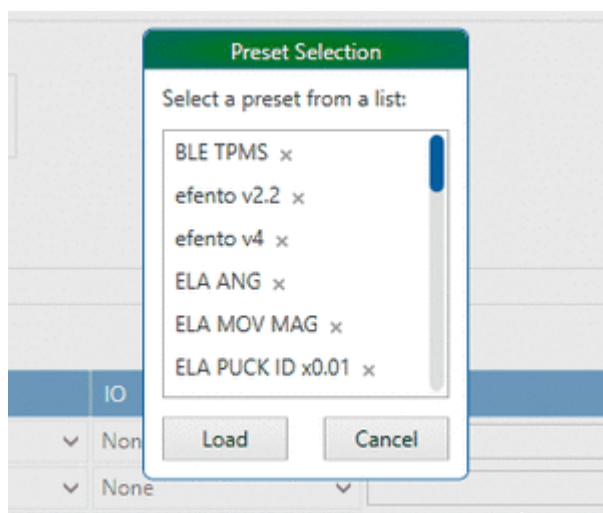 Preset Selection
Select a preset from a list:
BLE TPMS ×
efento v2.2 ×
efento v4 ×
ELA ANG ×
ELA MOV MAG ×
ELA PUCK ID x0.01 ×
Load Cancel
IO
Non
None